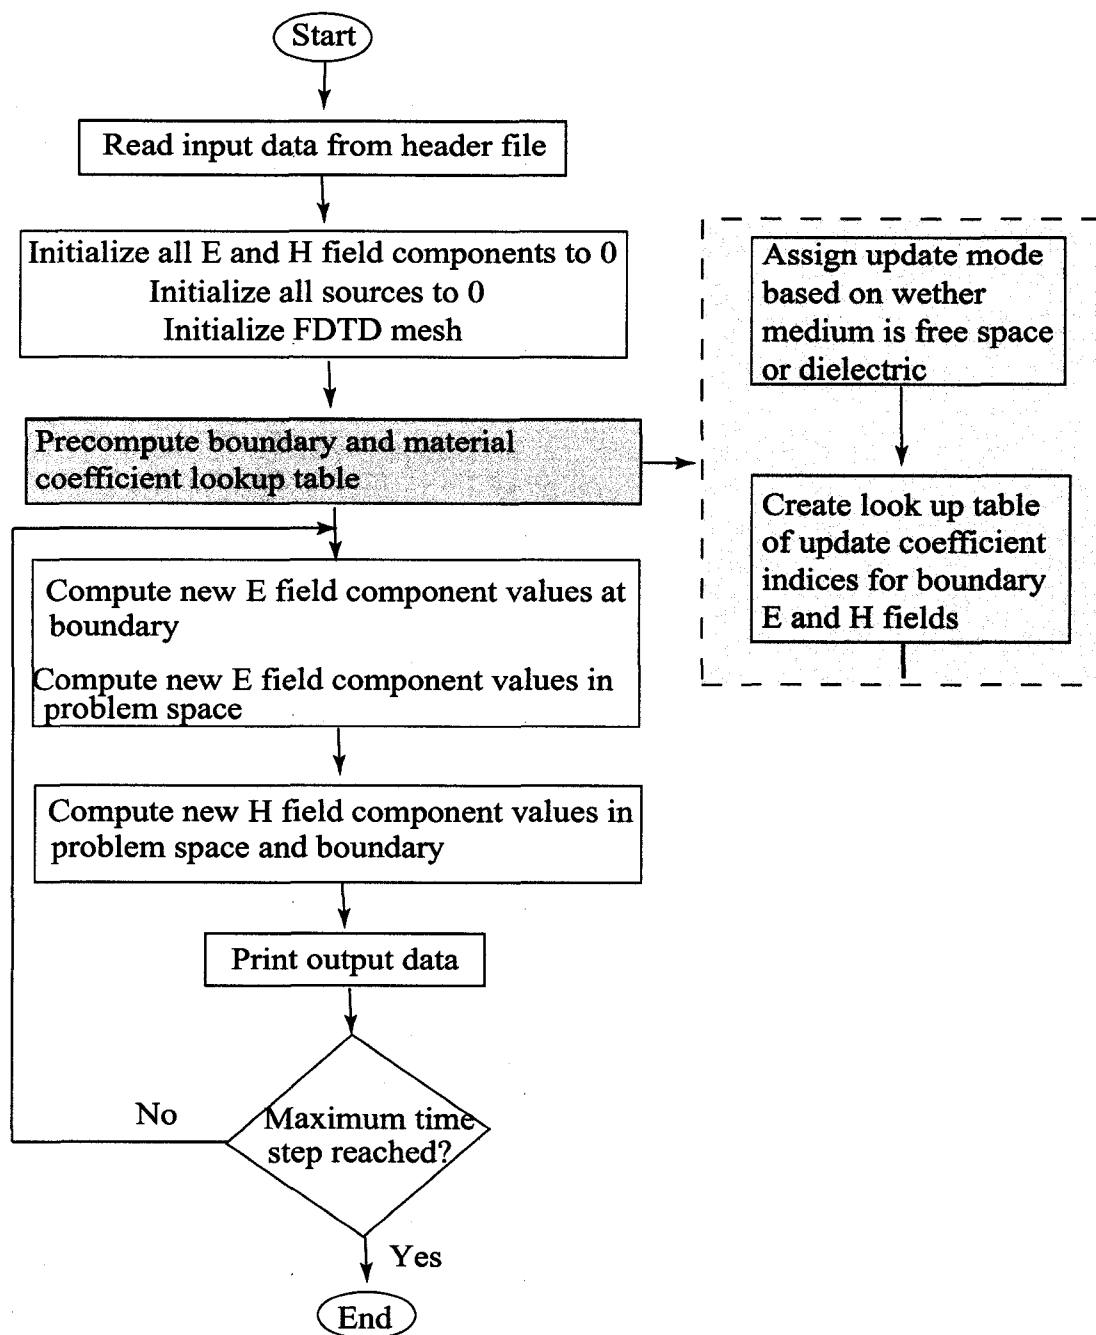 Start
Read input data from header file
Initialize all E and H field components to 0
Initialize all sources to 0
Initialize FDTD mesh
Precompute boundary and material
coefficient lookup table
Assign update mode
based on wether
medium is free space
or dielectric
Create look up table
of update coefficient
indices for boundary
E and H fields
Compute new E field component values at
boundary
Compute new E field component values in
problem space
Compute new H field component values in
problem space and boundary
Print output data
Maximum time
step reached?
No
Yes
End